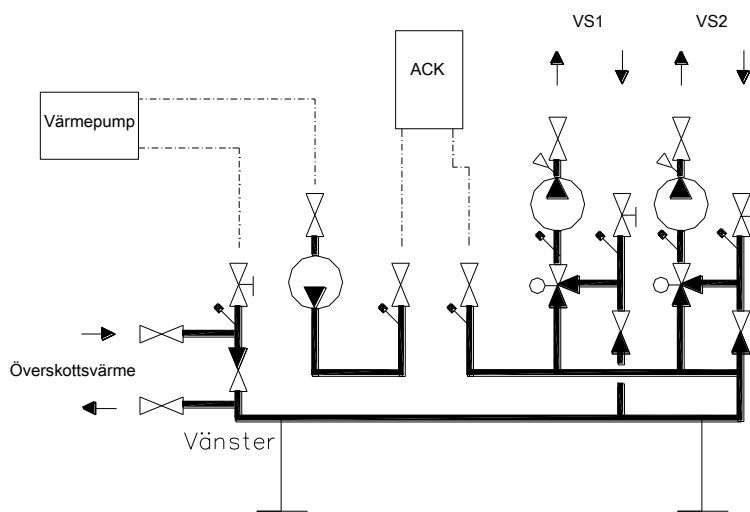 VS1
VS2
ACK
Värmepump
Överskottsvärme
Vänster